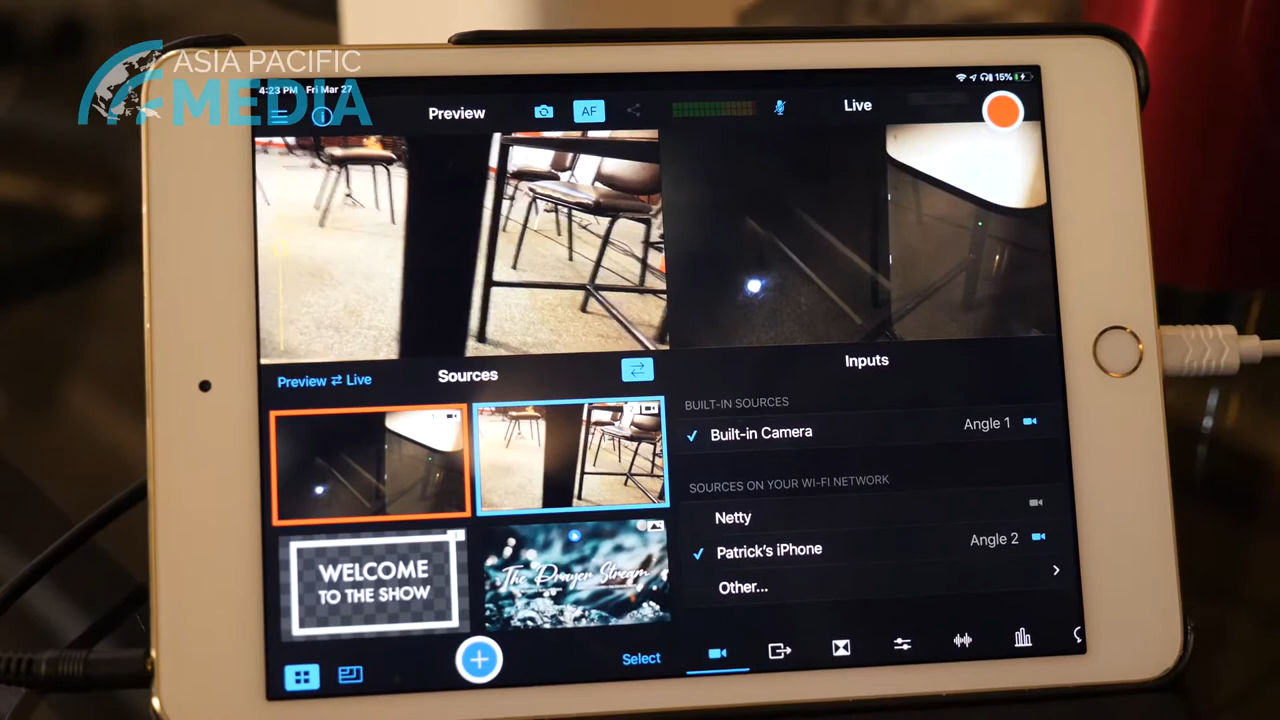 ASIA PACIFIC
MEDIA
4:23 PM Fri Mar 27
15%
Preview
AF
Live
Preview ⇄ Live
Sources
Inputs
BUILT-IN SOURCES
Built-in Camera
Angle 1
SOURCES ON YOUR WI-FI NETWORK
Netty
Patrick's iPhone
Angle 2
Other...
1
2
WELCOME
TO THE SHOW
The Prayer Stream
Select